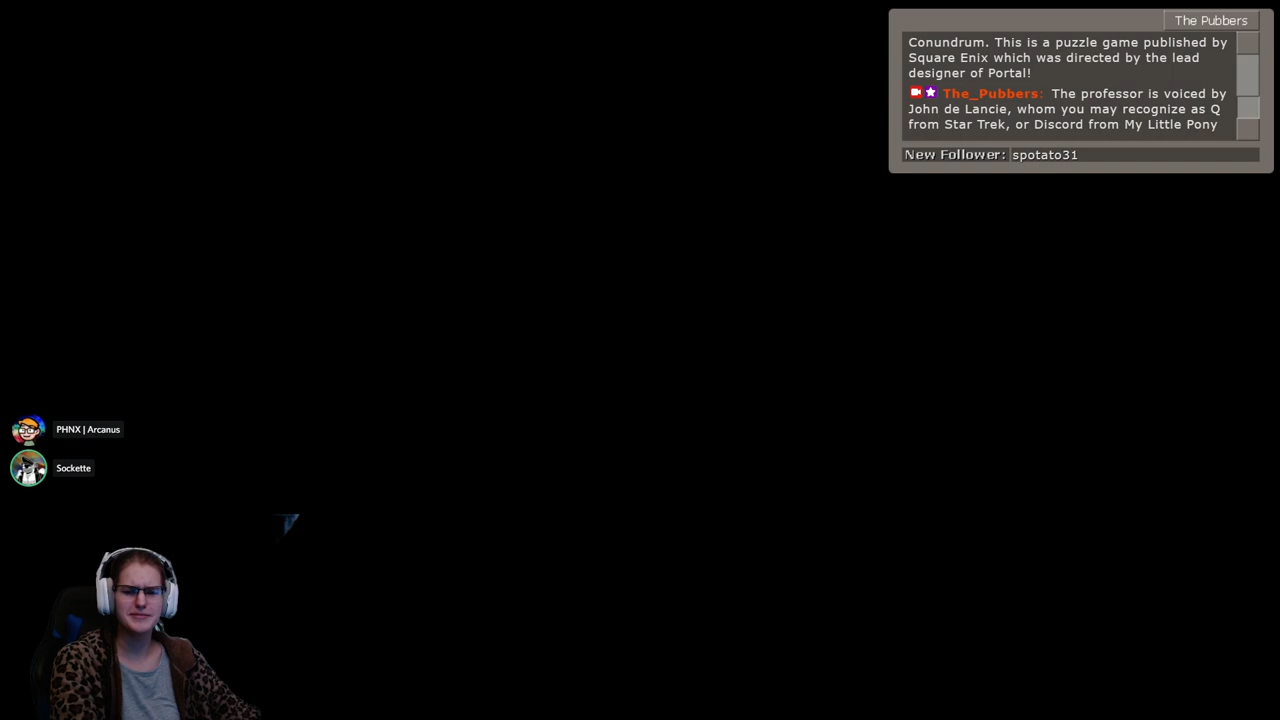 The Pubbers
Conundrum. This is a puzzle game published by
Square Enix which was directed by the lead
designer of Portal!
The_Pubbers: The professor is voiced by
John de Lancie, whom you may recognize as Q
from Star Trek, or Discord from My Little Pony
New Follower: spotato31
PHNX | Arcanus
Sockette